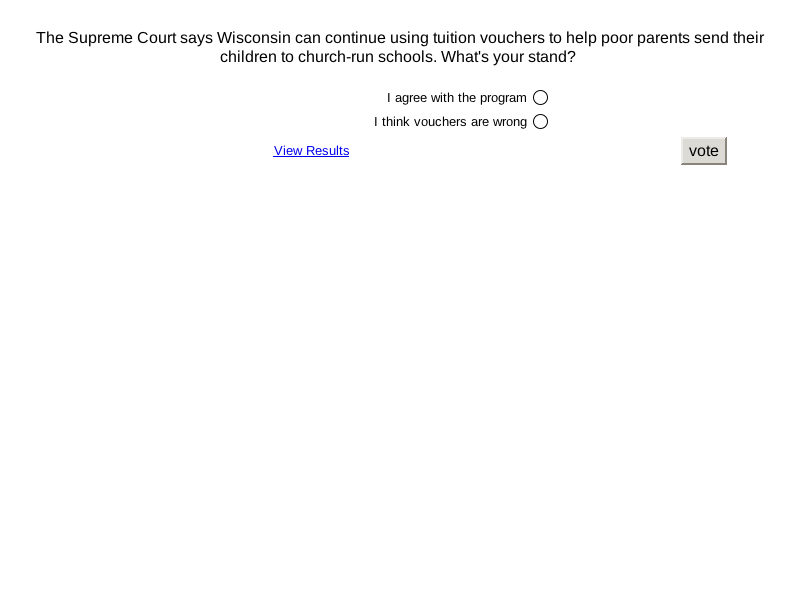 The Supreme Court says Wisconsin can continue using tuition vouchers to help poor parents send their
children to church-run schools. What's your stand?
I agree with the program
I think vouchers are wrong
View Results
vote